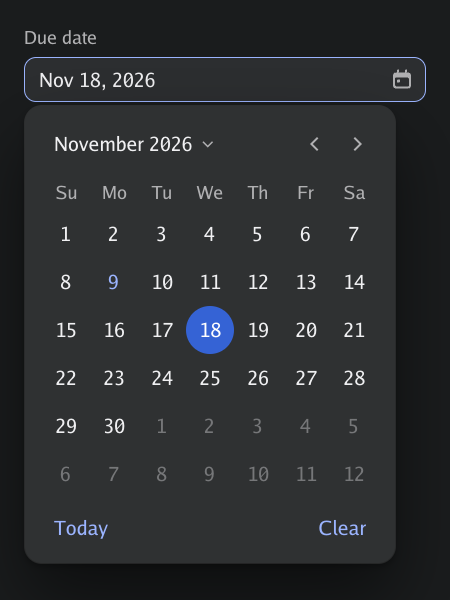 Due date
Nov 18, 2026
November 2026
Su Mo Tu We Th Fr Sa
1 2 3 4 5 6 7
8 9 10 11 12 13 14
15 16 17 18 19 20 21
22 23 24 25 26 27 28
29 30 1 2 3 4 5
6 7 8 9 10 11 12
Today Clear